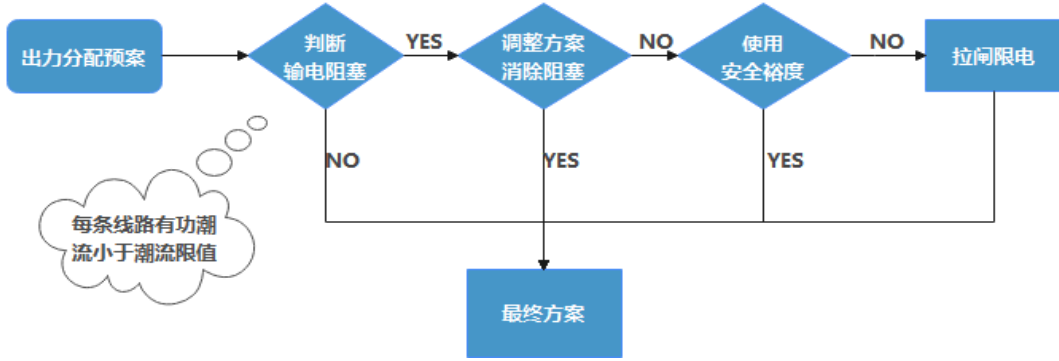 出力分配预案
判断
输电阻塞
YES
调整方案
消除阻塞
NO
使用
安全裕度
NO
拉闸限电
NO
YES
YES
每条线路有功潮
流小于潮流限值
最终方案